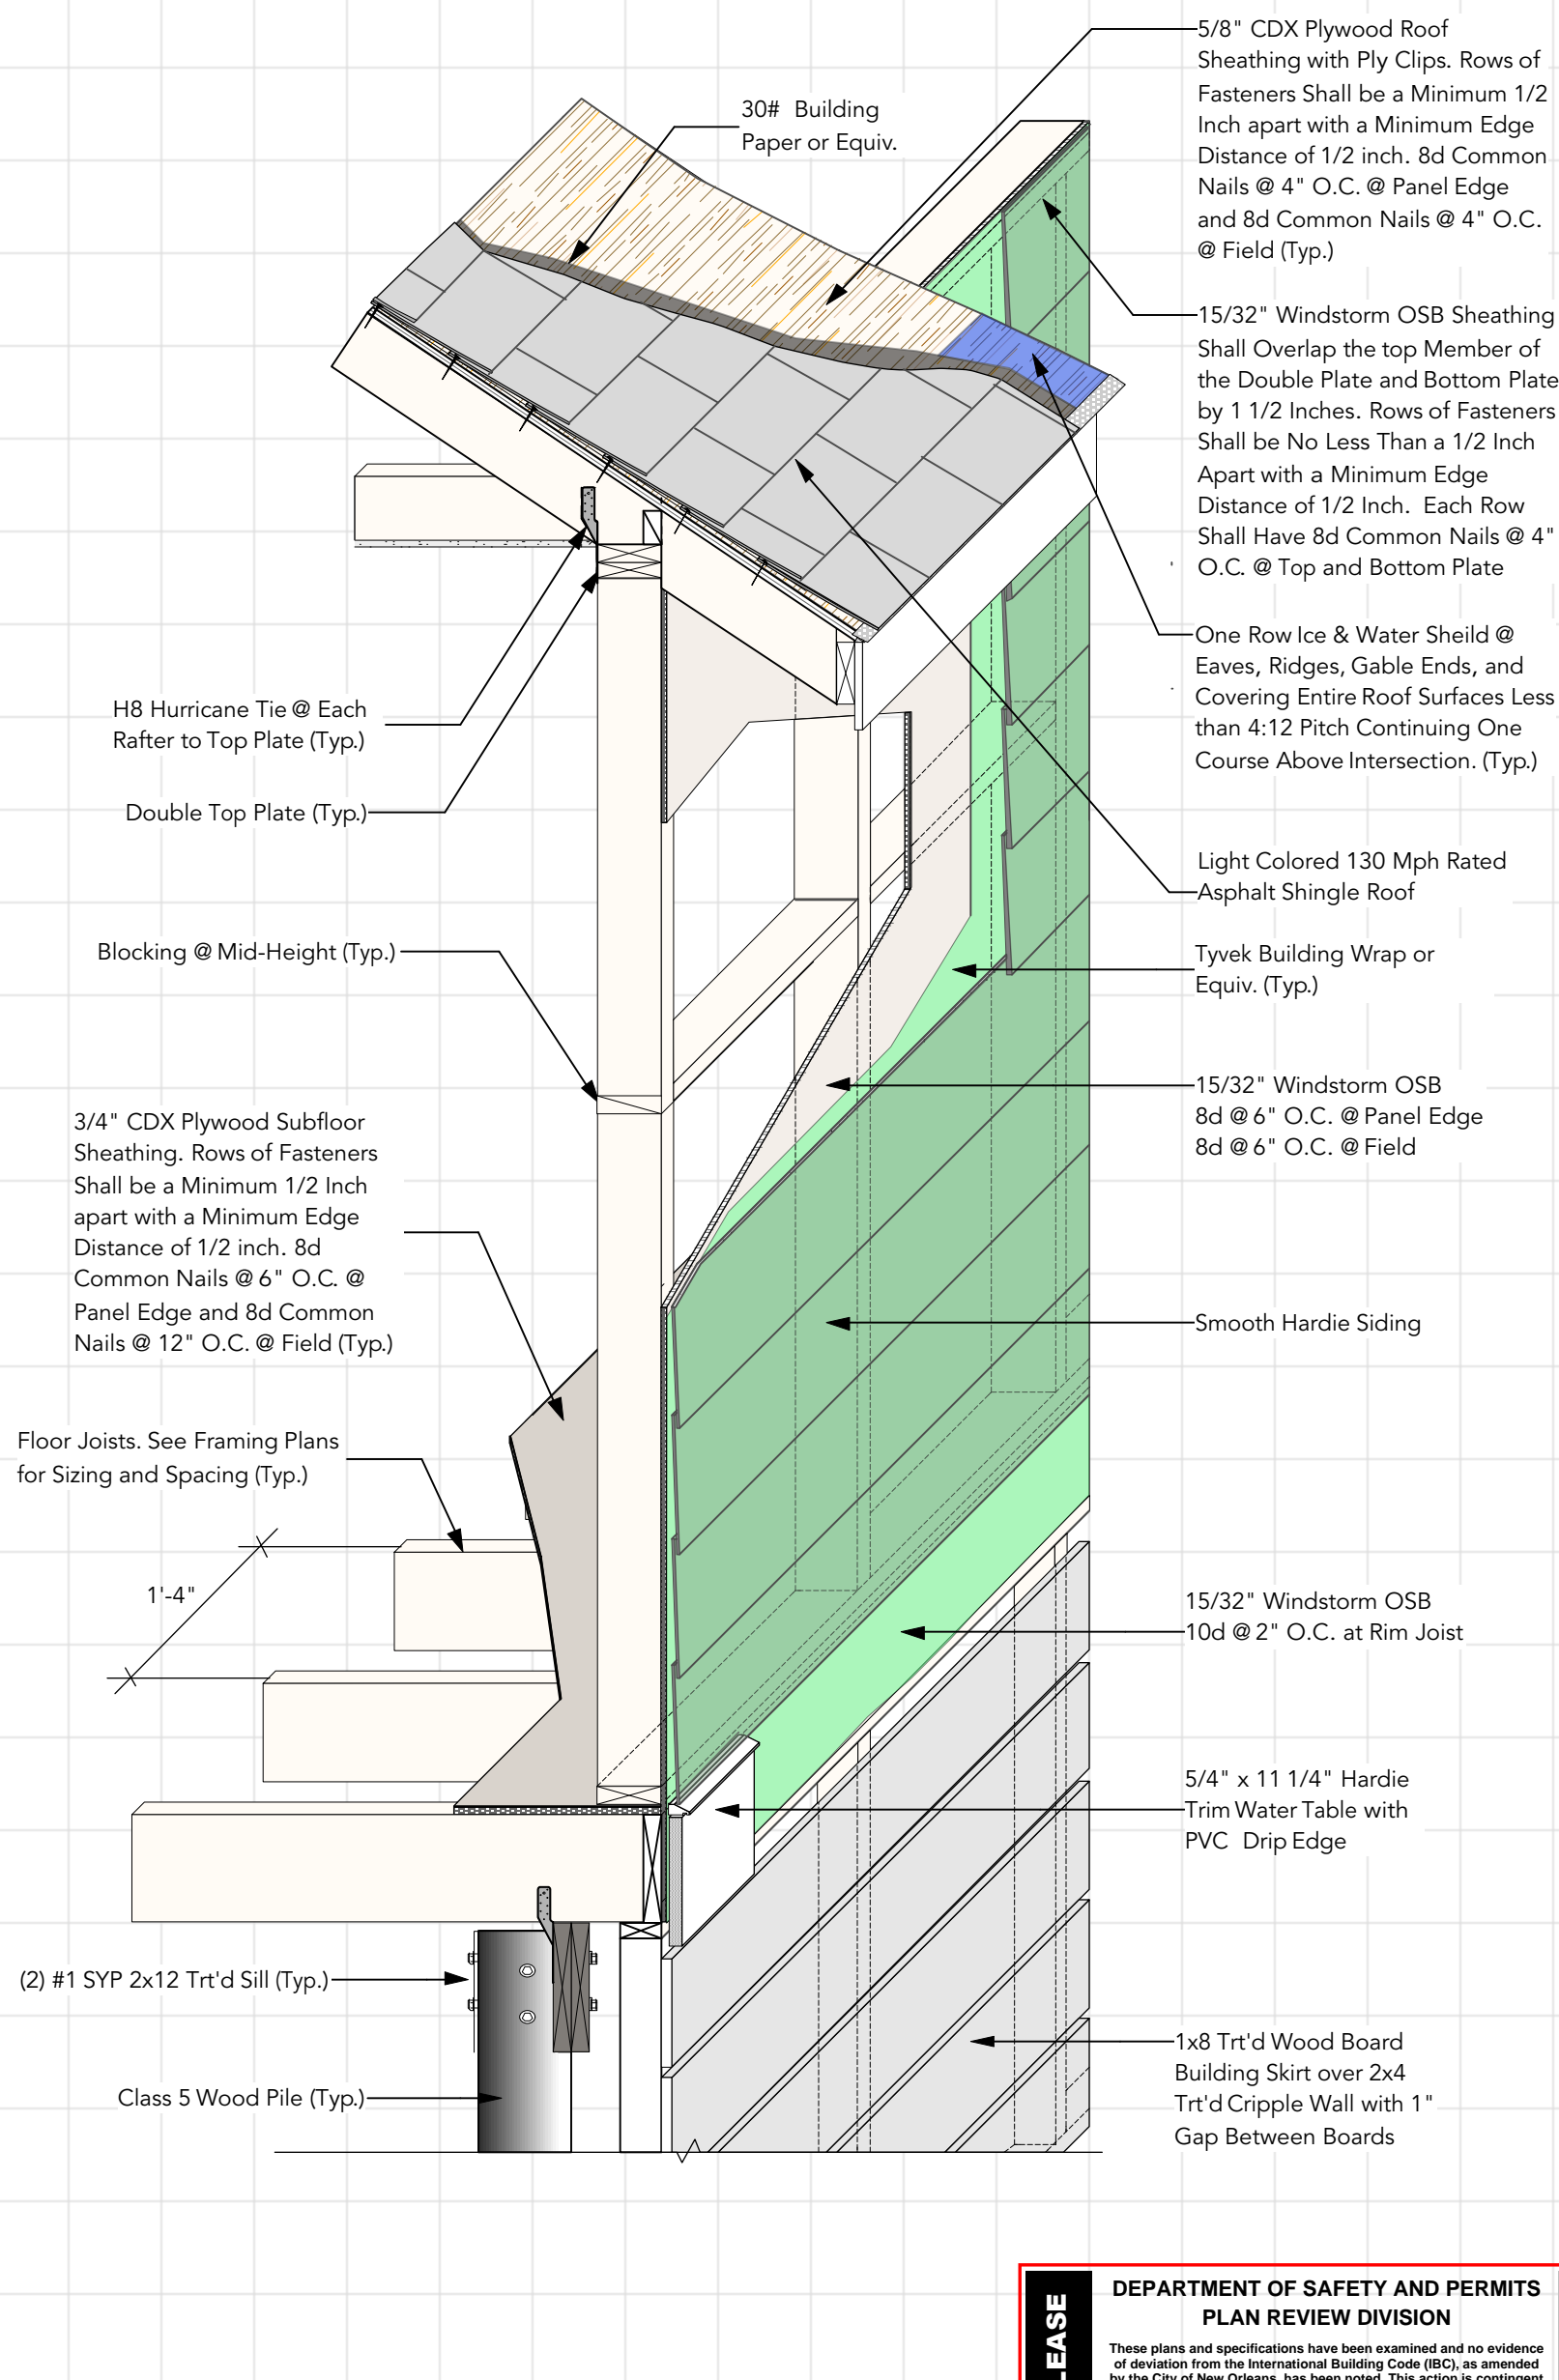 5/8" CDX Plywood Roof
Sheathing with Ply Clips. Rows of
Fasteners Shall be a Minimum 1/2
Inch apart with a Minimum Edge
Distance of 1/2 inch. 8d Common
Nails @ 4" O.C. @ Panel Edge
and 8d Common Nails @ 4" O.C.
@ Field (Typ.)
30# Building
Paper or Equiv.
15/32" Windstorm OSB Sheathing
Shall Overlap the top Member of
the Double Plate and Bottom Plate
by 1 1/2 Inches. Rows of Fasteners
Shall be No Less Than a 1/2 Inch
Apart with a Minimum Edge
Distance of 1/2 Inch. Each Row
Shall Have 8d Common Nails @ 4"
O.C. @ Top and Bottom Plate
One Row Ice & Water Sheild @
Eaves, Ridges, Gable Ends, and
Covering Entire Roof Surfaces Less
than 4:12 Pitch Continuing One
Course Above Intersection. (Typ.)
H8 Hurricane Tie @ Each
Rafter to Top Plate (Typ.)
Double Top Plate (Typ.)
Light Colored 130 Mph Rated
Asphalt Shingle Roof
Blocking @ Mid-Height (Typ.)
Tyvek Building Wrap or
Equiv. (Typ.)
15/32" Windstorm OSB
8d @ 6" O.C. @ Panel Edge
8d @ 6" O.C. @ Field
3/4" CDX Plywood Subfloor
Sheathing. Rows of Fasteners
Shall be a Minimum 1/2 Inch
apart with a Minimum Edge
Distance of 1/2 inch. 8d
Common Nails @ 6" O.C. @
Panel Edge and 8d Common
Nails @ 12" O.C. @ Field (Typ.)
Smooth Hardie Siding
Floor Joists. See Framing Plans
for Sizing and Spacing (Typ.)
1'-4"
15/32" Windstorm OSB
10d @ 2" O.C. at Rim Joist
5/4" x 11 1/4" Hardie
Trim Water Table with
PVC Drip Edge
(2) #1 SYP 2x12 Trt'd Sill (Typ.)
Class 5 Wood Pile (Typ.)
1x8 Trt'd Wood Board
Building Skirt over 2x4
Trt'd Cripple Wall with 1"
Gap Between Boards
DEPARTMENT OF SAFETY AND PERMITS
PLAN REVIEW DIVISION
These plans and specifications have been examined and no evidence
of deviation from the International Building Code (IBC), as amended
by the City of New Orleans, has been noted. This action is contingent